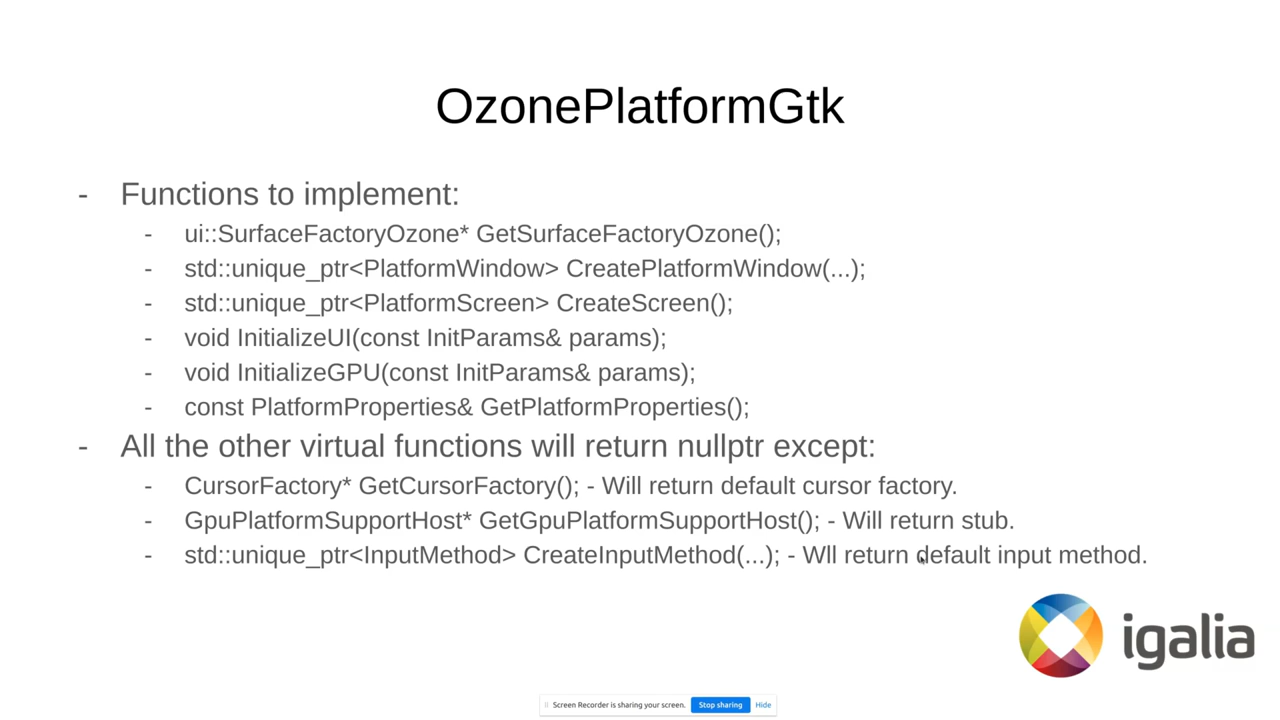 OzonePlatformGtk
- Functions to implement:
- ui::SurfaceFactoryOzone* GetSurfaceFactoryOzone();
- std::unique_ptr<PlatformWindow> CreatePlatformWindow(...);
- std::unique_ptr<PlatformScreen> CreateScreen();
- void InitializeUI(const InitParams& params);
- void InitializeGPU(const InitParams& params);
- const PlatformProperties& GetPlatformProperties();
- All the other virtual functions will return nullptr except:
- CursorFactory* GetCursorFactory(); - Will return default cursor factory.
- GpuPlatformSupportHost* GetGpuPlatformSupportHost(); - Will return stub.
- std::unique_ptr<InputMethod> CreateInputMethod(...); - Wll return default input method.
igalia
Screen Recorder is sharing your screen. Stop sharing Hide